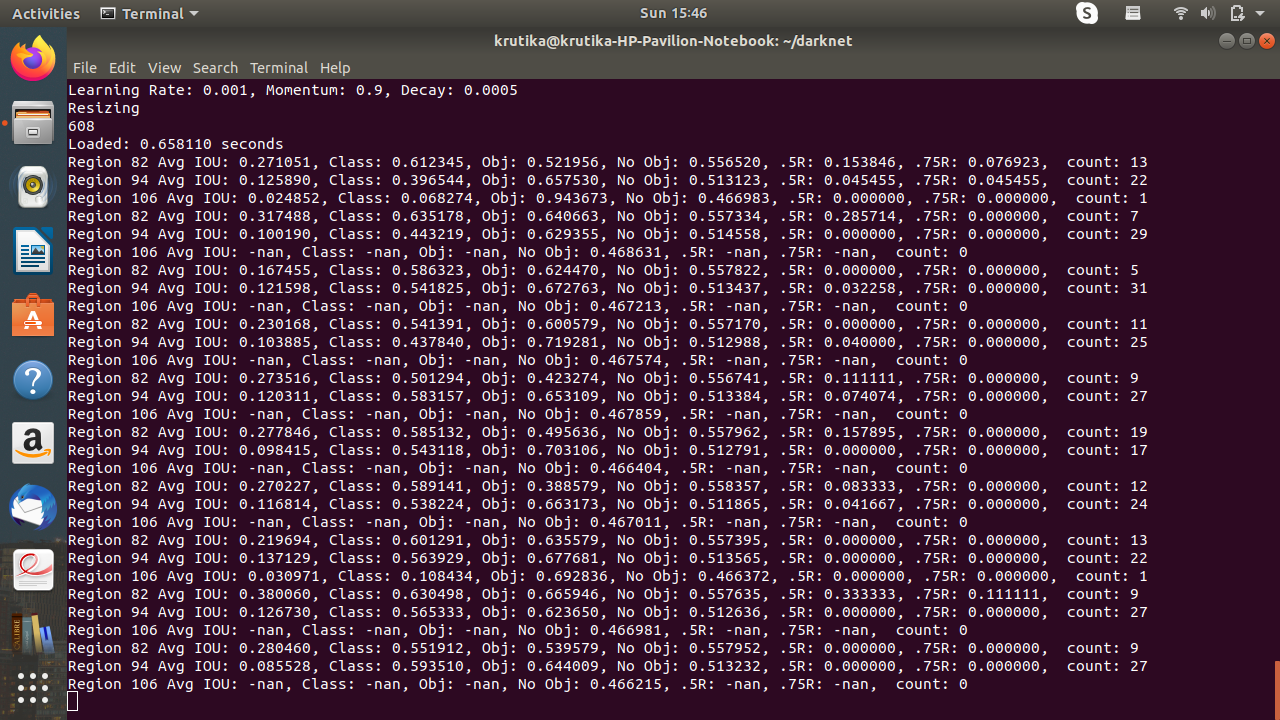 Activities Terminal Sun 15:46
krutika@krutika-HP-Pavilion-Notebook: ~/darknet
File Edit View Search Terminal Help
Learning Rate: 0.001, Momentum: 0.9, Decay: 0.0005
Resizing
608
Loaded: 0.658110 seconds
Region 82 Avg IOU: 0.271051, Class: 0.612345, Obj: 0.521956, No Obj: 0.556520, .5R: 0.153846, .75R: 0.076923,  count: 13
Region 94 Avg IOU: 0.125890, Class: 0.396544, Obj: 0.657530, No Obj: 0.513123, .5R: 0.045455, .75R: 0.045455,  count: 22
Region 106 Avg IOU: 0.024852, Class: 0.068274, Obj: 0.943673, No Obj: 0.466983, .5R: 0.000000, .75R: 0.000000,  count: 1
Region 82 Avg IOU: 0.317488, Class: 0.635178, Obj: 0.640663, No Obj: 0.557334, .5R: 0.285714, .75R: 0.000000,  count: 7
Region 94 Avg IOU: 0.100190, Class: 0.443219, Obj: 0.629355, No Obj: 0.514558, .5R: 0.000000, .75R: 0.000000,  count: 29
Region 106 Avg IOU: -nan, Class: -nan, Obj: -nan, No Obj: 0.468631, .5R: -nan, .75R: -nan,  count: 0
Region 82 Avg IOU: 0.167455, Class: 0.586323, Obj: 0.624470, No Obj: 0.557822, .5R: 0.000000, .75R: 0.000000,  count: 5
Region 94 Avg IOU: 0.121598, Class: 0.541825, Obj: 0.672763, No Obj: 0.513437, .5R: 0.032258, .75R: 0.000000,  count: 31
Region 106 Avg IOU: -nan, Class: -nan, Obj: -nan, No Obj: 0.467213, .5R: -nan, .75R: -nan,  count: 0
Region 82 Avg IOU: 0.230168, Class: 0.541391, Obj: 0.600579, No Obj: 0.557170, .5R: 0.000000, .75R: 0.000000,  count: 11
Region 94 Avg IOU: 0.103885, Class: 0.437840, Obj: 0.719281, No Obj: 0.512988, .5R: 0.040000, .75R: 0.000000,  count: 25
Region 106 Avg IOU: -nan, Class: -nan, Obj: -nan, No Obj: 0.467574, .5R: -nan, .75R: -nan,  count: 0
Region 82 Avg IOU: 0.273516, Class: 0.501294, Obj: 0.423274, No Obj: 0.556741, .5R: 0.111111, .75R: 0.000000,  count: 9
Region 94 Avg IOU: 0.120311, Class: 0.583157, Obj: 0.653109, No Obj: 0.513384, .5R: 0.074074, .75R: 0.000000,  count: 27
Region 106 Avg IOU: -nan, Class: -nan, Obj: -nan, No Obj: 0.467859, .5R: -nan, .75R: -nan,  count: 0
Region 82 Avg IOU: 0.277846, Class: 0.585132, Obj: 0.495636, No Obj: 0.557962, .5R: 0.157895, .75R: 0.000000,  count: 19
Region 94 Avg IOU: 0.098415, Class: 0.543118, Obj: 0.703106, No Obj: 0.512791, .5R: 0.000000, .75R: 0.000000,  count: 17
Region 106 Avg IOU: -nan, Class: -nan, Obj: -nan, No Obj: 0.466404, .5R: -nan, .75R: -nan,  count: 0
Region 82 Avg IOU: 0.270227, Class: 0.589141, Obj: 0.388579, No Obj: 0.558357, .5R: 0.083333, .75R: 0.000000,  count: 12
Region 94 Avg IOU: 0.116814, Class: 0.538224, Obj: 0.663173, No Obj: 0.511865, .5R: 0.041667, .75R: 0.000000,  count: 24
Region 106 Avg IOU: -nan, Class: -nan, Obj: -nan, No Obj: 0.467011, .5R: -nan, .75R: -nan,  count: 0
Region 82 Avg IOU: 0.219694, Class: 0.601291, Obj: 0.635579, No Obj: 0.557395, .5R: 0.000000, .75R: 0.000000,  count: 13
Region 94 Avg IOU: 0.137129, Class: 0.563929, Obj: 0.677681, No Obj: 0.513565, .5R: 0.000000, .75R: 0.000000,  count: 22
Region 106 Avg IOU: 0.030971, Class: 0.108434, Obj: 0.692836, No Obj: 0.466372, .5R: 0.000000, .75R: 0.000000,  count: 1
Region 82 Avg IOU: 0.380060, Class: 0.630498, Obj: 0.665946, No Obj: 0.557635, .5R: 0.333333, .75R: 0.111111,  count: 9
Region 94 Avg IOU: 0.126730, Class: 0.565333, Obj: 0.623650, No Obj: 0.512636, .5R: 0.000000, .75R: 0.000000,  count: 27
Region 106 Avg IOU: -nan, Class: -nan, Obj: -nan, No Obj: 0.466981, .5R: -nan, .75R: -nan,  count: 0
Region 82 Avg IOU: 0.280460, Class: 0.551912, Obj: 0.539579, No Obj: 0.557952, .5R: 0.000000, .75R: 0.000000,  count: 9
Region 94 Avg IOU: 0.085528, Class: 0.593510, Obj: 0.644009, No Obj: 0.513232, .5R: 0.000000, .75R: 0.000000,  count: 27
Region 106 Avg IOU: -nan, Class: -nan, Obj: -nan, No Obj: 0.466215, .5R: -nan, .75R: -nan,  count: 0
CALIBRE